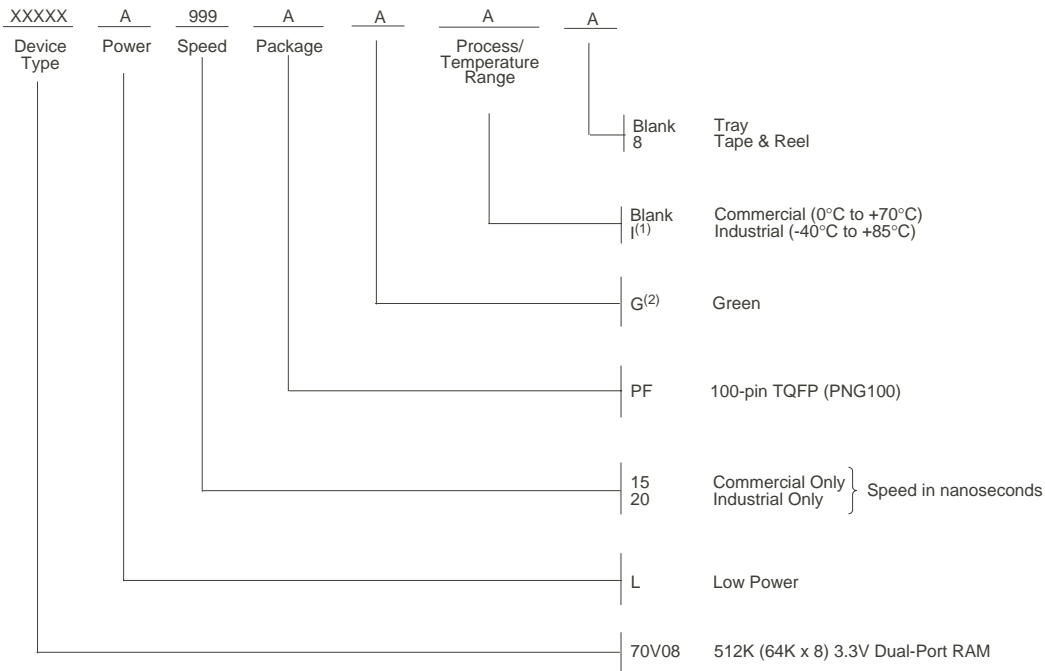 XXXXX A 999 A A A A
Device Type Power Speed Package Process/ Temperature Range
Blank Tray
8 Tape & Reel
Blank Commercial (0°C to +70°C)
I(1) Industrial (-40°C to +85°C)
G(2) Green
PF 100-pin TQFP (PNG100)
15 Commercial Only
20 Industrial Only
Speed in nanoseconds
L Low Power
70V08 512K (64K x 8) 3.3V Dual-Port RAM